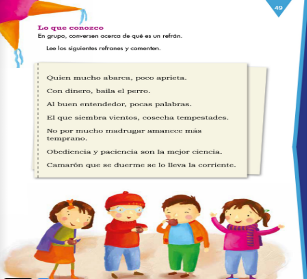 49
Lo que conozco
En grupo, conversen acerca de qué es un refrán.
Lee los siguientes refranes y comenten.
Quien mucho abarca, poco aprieta.
Con dinero, baila el perro.
Al buen entendedor, pocas palabras.
El que siembra vientos, cosecha tempestades.
No por mucho madrugar amanece más
temprano.
Obediencia y paciencia son la mejor ciencia.
Camarón que se duerme se lo lleva la corriente.